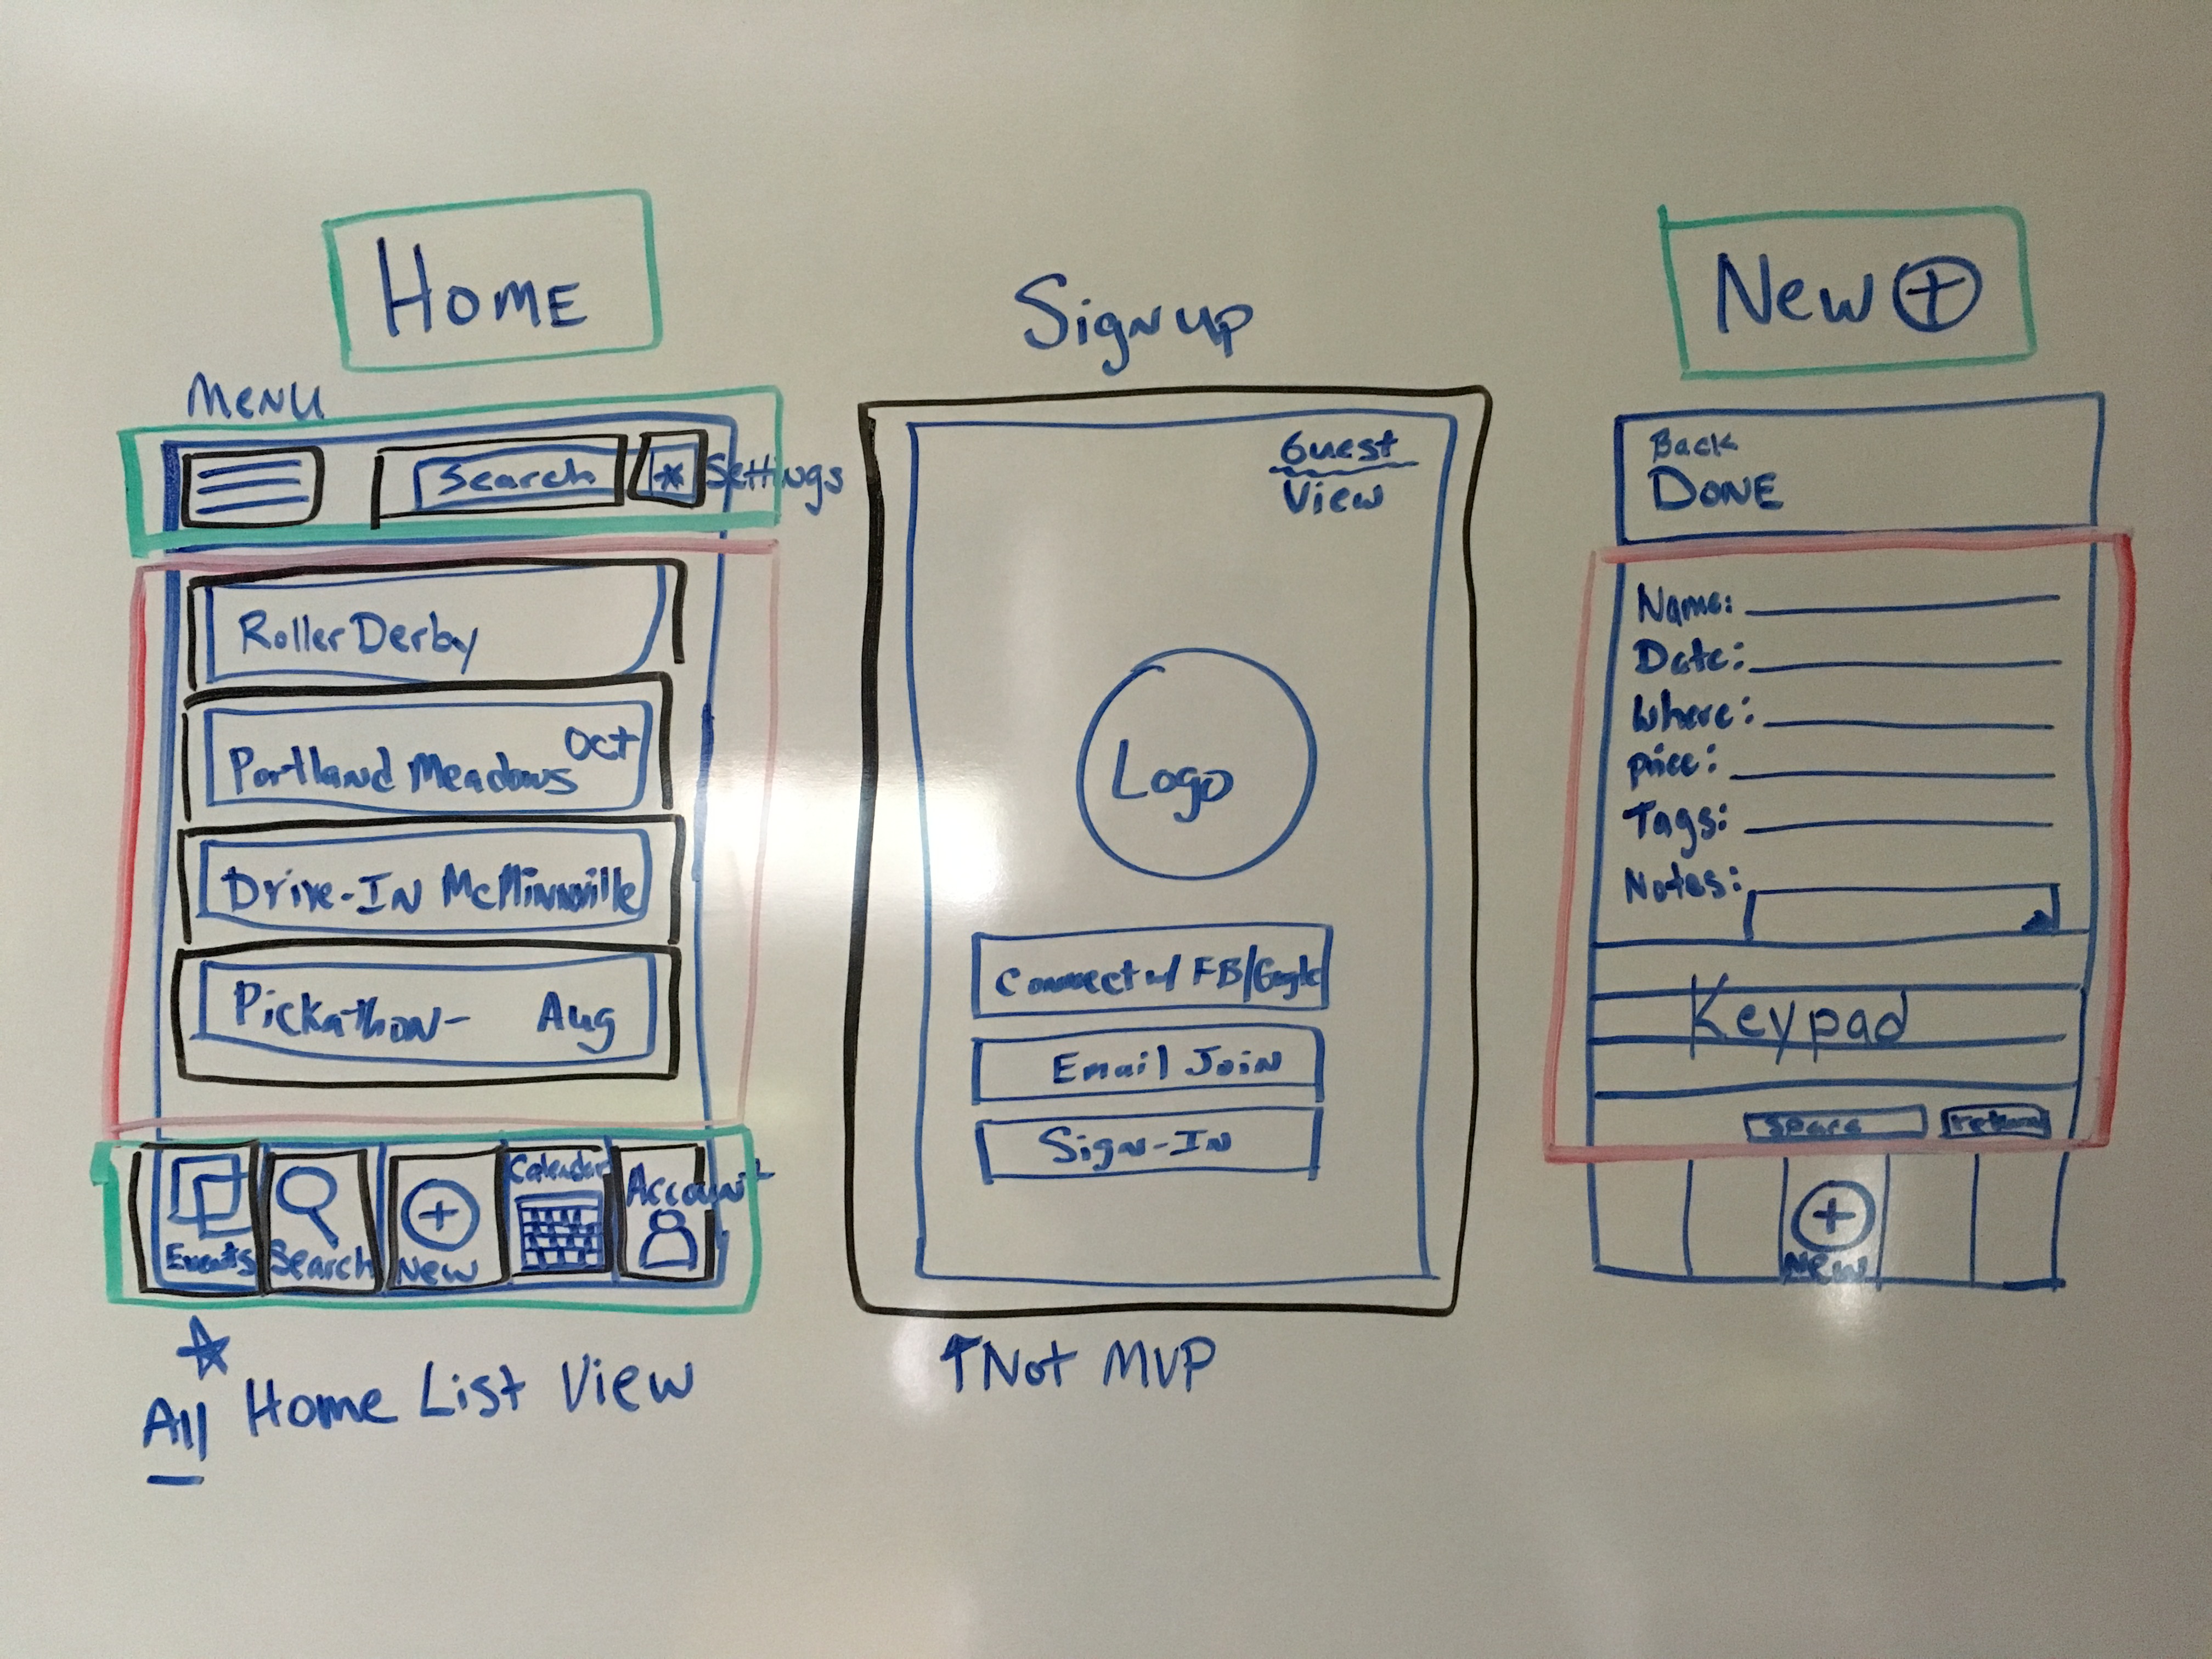 Home
Menu
Search
Settings
Roller Derby
Portland Meadows Oct
Drive-In McMinnville
Pickathon- Aug
Events
Search
New
Calendar
Account
All Home List View
Signup
Guest
View
Logo
Connect w/ FB/Google
Email Join
Sign-In
↑Not MVP
New +
Back
Done
Name:
Date:
Where:
price:
Tags:
Notes:
Keypad
Space return
New